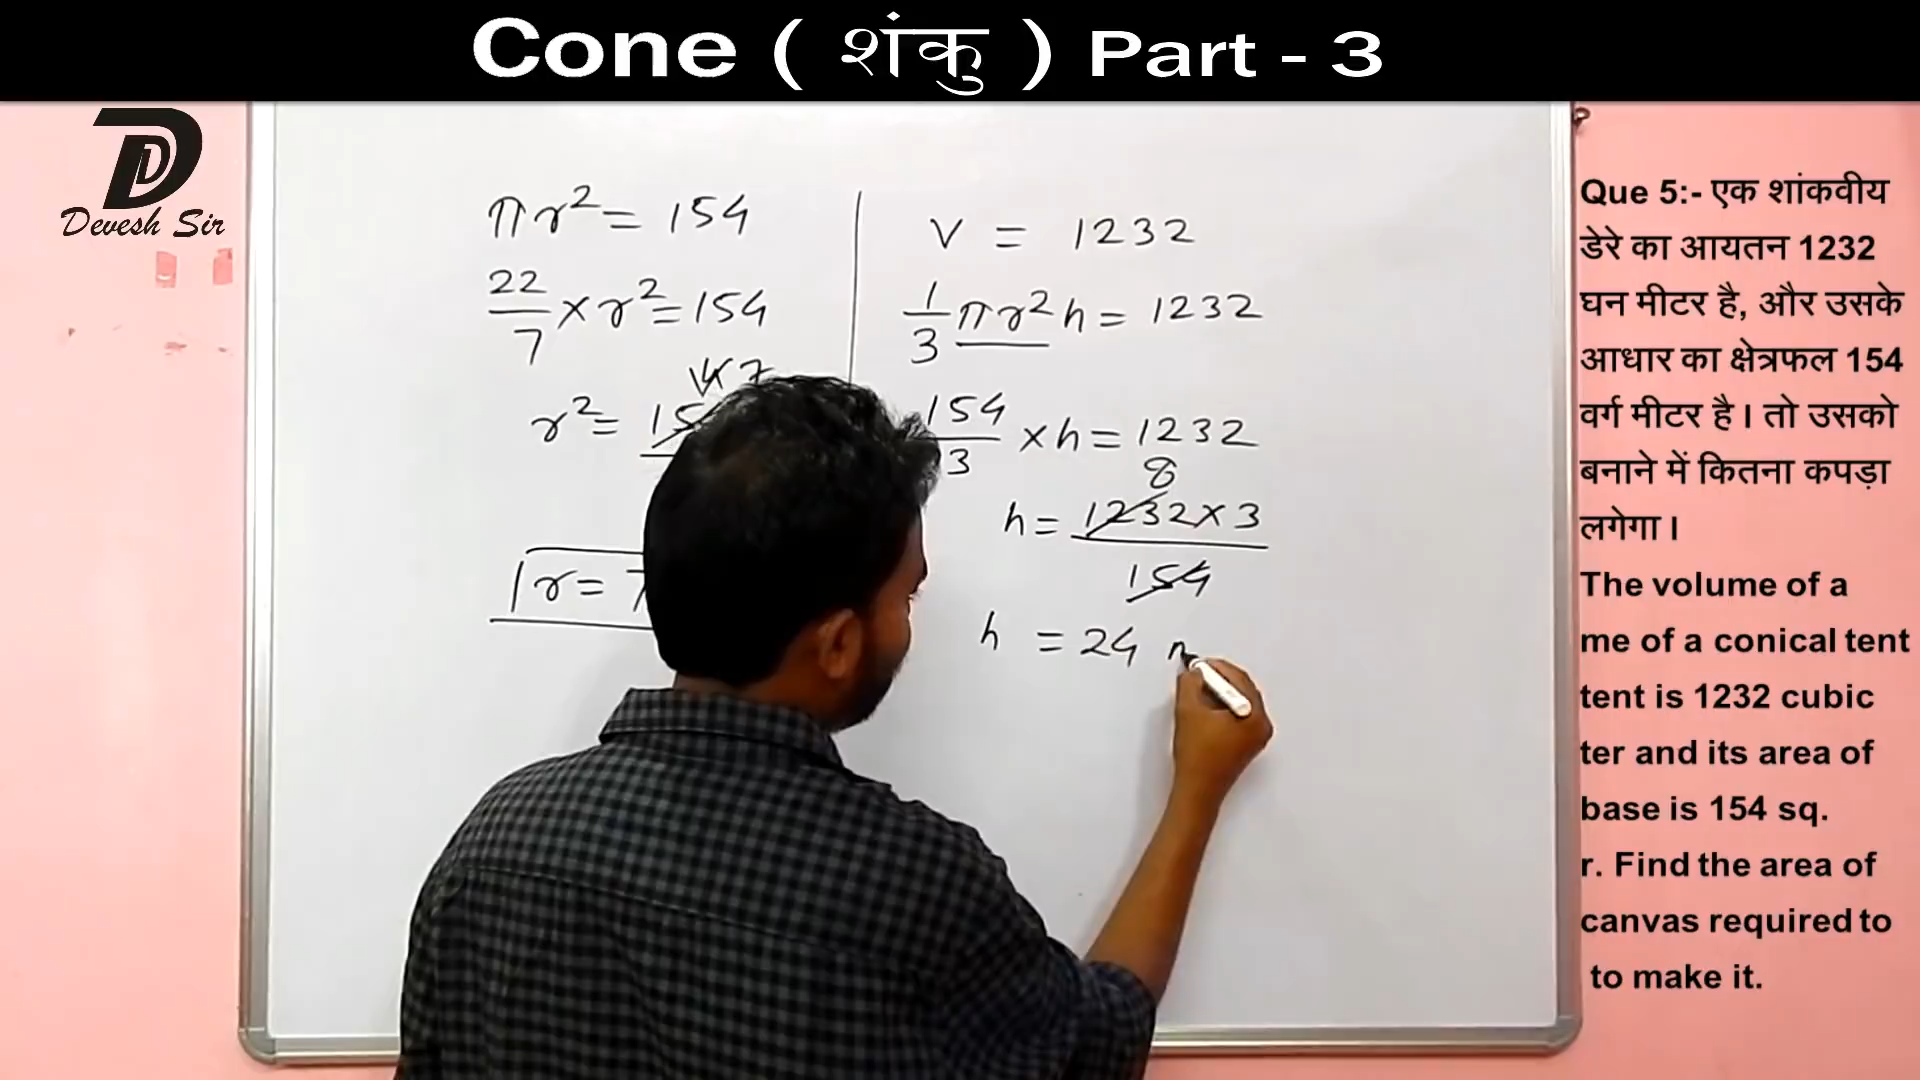 Cone ( शंकु ) Part - 3
Devesh Sir
πr² = 154
22/7 × r² = 154
14 7
r² =
r = 7
V = 1232
1/3 πr²h = 1232
154/3 × h = 1232
8
h = 1232 × 3 / 154
h = 24
Que 5:- एक शांकवीय
डेरे का आयतन 1232
घन मीटर है, और उसके
आधार का क्षेत्रफल 154
वर्ग मीटर है। तो उसको
बनाने में कितना कपड़ा
लगेगा।
The volume of a
me of a conical tent
tent is 1232 cubic
ter and its area of
base is 154 sq.
r. Find the area of
canvas required to
to make it.